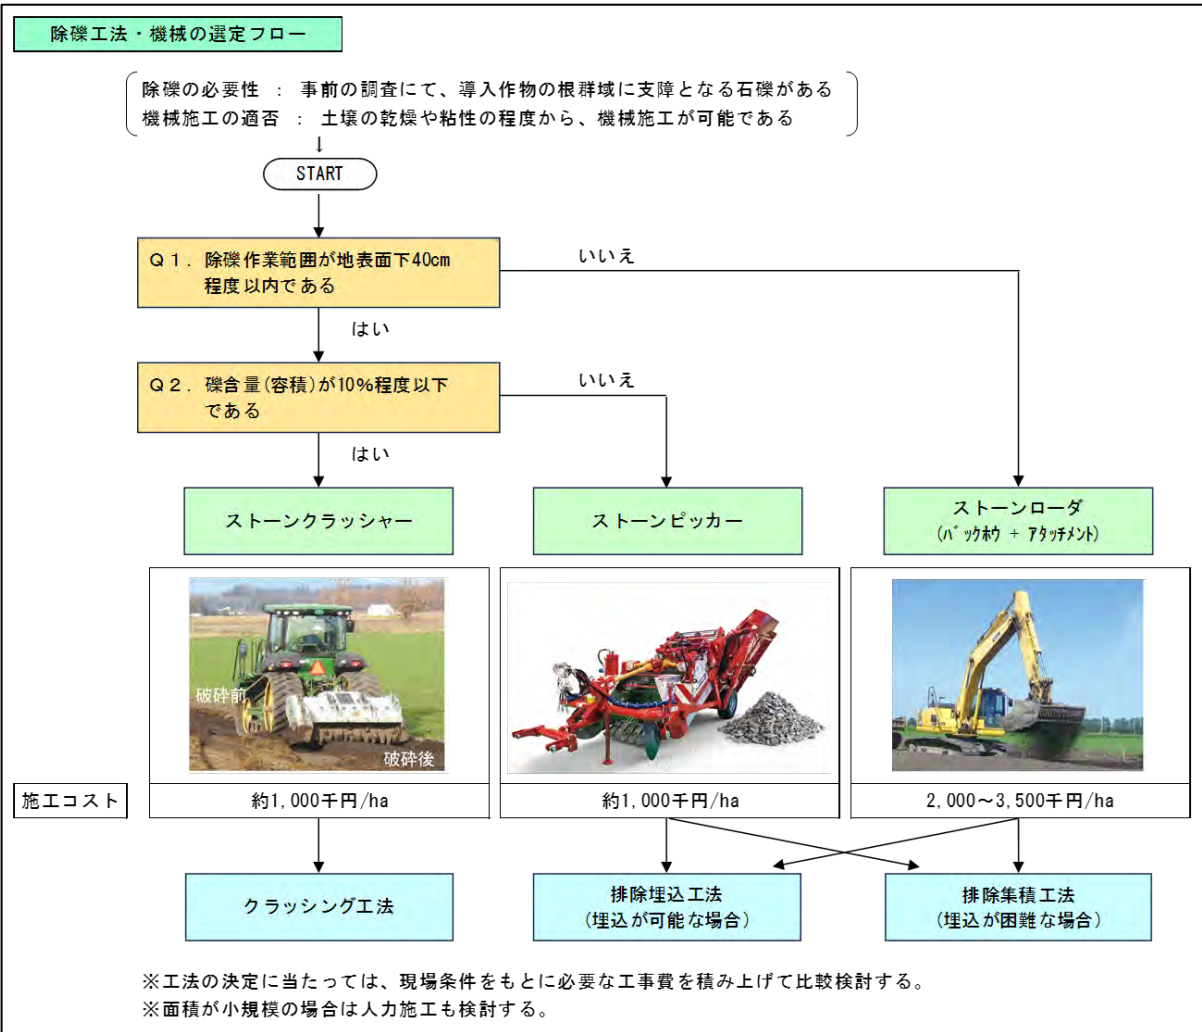 除礫工法・機械の選定フロー
除礫の必要性 ： 事前の調査にて、導入作物の根群域に支障となる石礫がある
機械施工の適否 ： 土壌の乾燥や粘性の程度から、機械施工が可能である
↓
START
Ｑ１．除礫作業範囲が地表面下40cm
程度以内である
いいえ
はい
Ｑ２．礫含量(容積)が10%程度以下
である
いいえ
はい
ストーンクラッシャー
ストーンピッカー
ストーンローダ
(ﾊﾞｯｸﾎｳ + ｱﾀｯﾁﾒﾝﾄ)
破砕前
破砕後
施工コスト
約1,000千円/ha
約1,000千円/ha
2,000～3,500千円/ha
クラッシング工法
排除埋込工法
(埋込が可能な場合)
排除集積工法
(埋込が困難な場合)
※工法の決定に当たっては、現場条件をもとに必要な工事費を積み上げて比較検討する。
※面積が小規模の場合は人力施工も検討する。